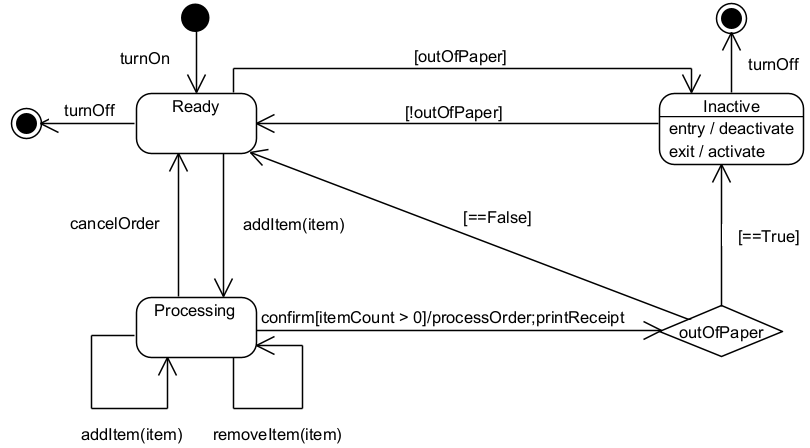 [outOfPaper]
turnOn
turnOff
turnOff
Ready
Inactive
[!outOfPaper]
entry / deactivate
exit / activate
cancelOrder
addItem(item)
[==False]
[==True]
Processing
confirm[itemCount > 0]/processOrder;printReceipt
outOfPaper
addItem(item)
removeItem(item)